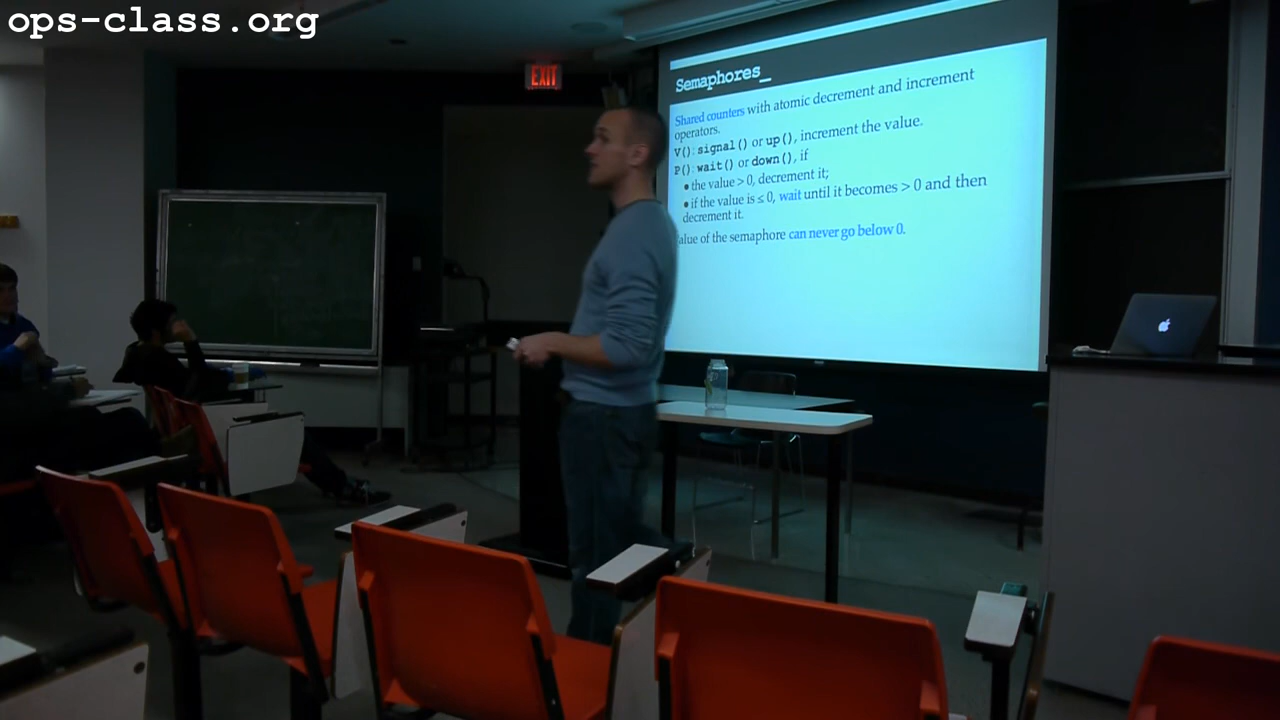 ops-class.org
EXIT
Semaphores_
Shared counters with atomic decrement and increment
operators.
V(): signal() or up(), increment the value.
P(): wait() or down(), if
• the value > 0, decrement it;
• if the value is ≤ 0, wait until it becomes > 0 and then
decrement it.
alue of the semaphore can never go below 0.